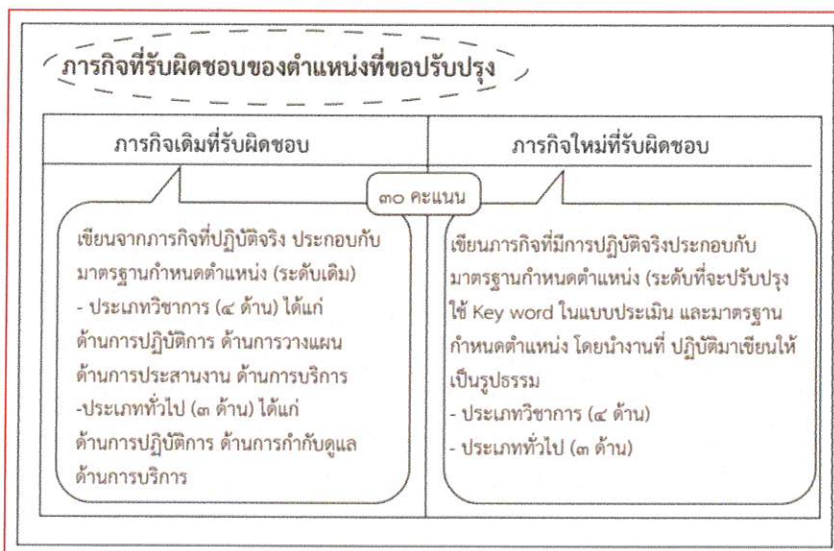 ภารกิจที่รับผิดชอบของตำแหน่งที่ขอปรับปรุง
ภารกิจเดิมที่รับผิดชอบ
ภารกิจใหม่ที่รับผิดชอบ
๓๐ คะแนน
เขียนจากภารกิจที่ปฏิบัติจริง ประกอบกับ
มาตรฐานกำหนดตำแหน่ง (ระดับเดิม)
- ประเภทวิชาการ (๔ ด้าน) ได้แก่
ด้านการปฏิบัติการ ด้านการวางแผน
ด้านการประสานงาน ด้านการบริการ
-ประเภททั่วไป (๓ ด้าน) ได้แก่
ด้านการปฏิบัติการ ด้านการกำกับดูแล
ด้านการบริการ
เขียนภารกิจที่มีการปฏิบัติจริงประกอบกับ
มาตรฐานกำหนดตำแหน่ง (ระดับที่จะปรับปรุง
ใช้ Key word ในแบบประเมิน และมาตรฐาน
กำหนดตำแหน่ง โดยนำงานที่ ปฏิบัติมาเขียนให้
เป็นรูปธรรม
- ประเภทวิชาการ (๔ ด้าน)
- ประเภททั่วไป (๓ ด้าน)